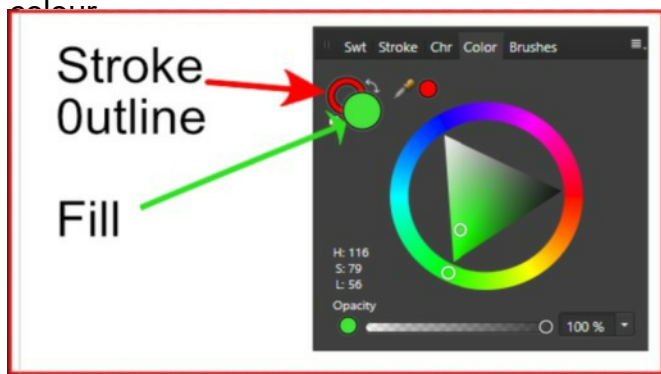 colour
Stroke
0utline
Fill
Swt Stroke Chr Color Brushes
H: 116
S: 79
L: 56
Opacity
100 %